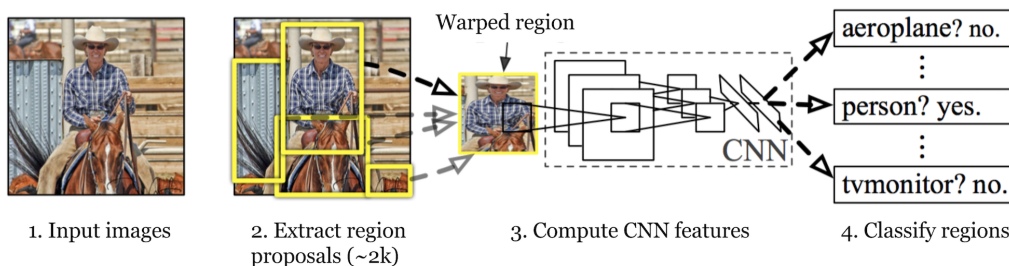 Warped region
aeroplane? no.
⋮
person? yes.
⋮
tvmonitor? no.
CNN
1. Input images
2. Extract region
proposals (~2k)
3. Compute CNN features
4. Classify regions